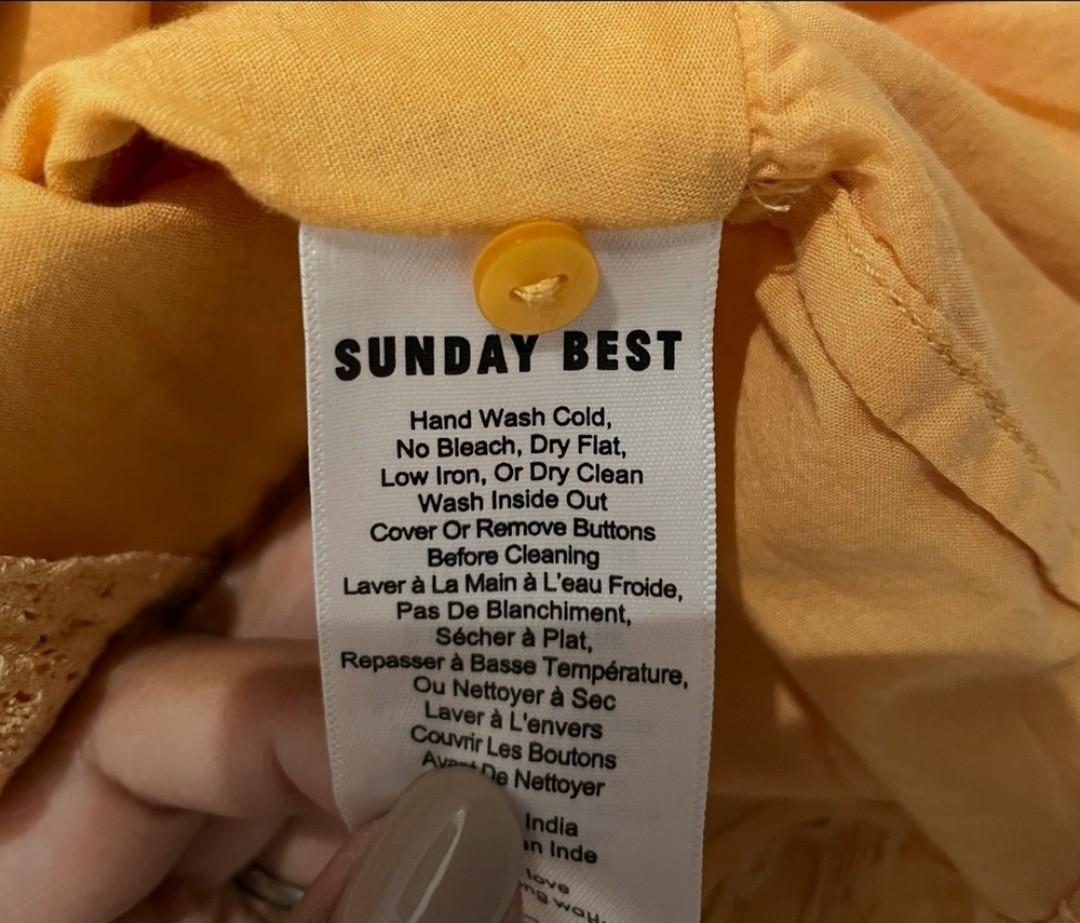 SUNDAY BEST
Hand Wash Cold,
No Bleach, Dry Flat,
Low Iron, Or Dry Clean
Wash Inside Out
Cover Or Remove Buttons
Before Cleaning
Laver à La Main à L'eau Froide,
Pas De Blanchiment,
Sécher à Plat,
Repasser à Basse Température,
Ou Nettoyer à Sec
Laver à L'envers
Couvrir Les Boutons
De Nettoyer
India
Inde
love